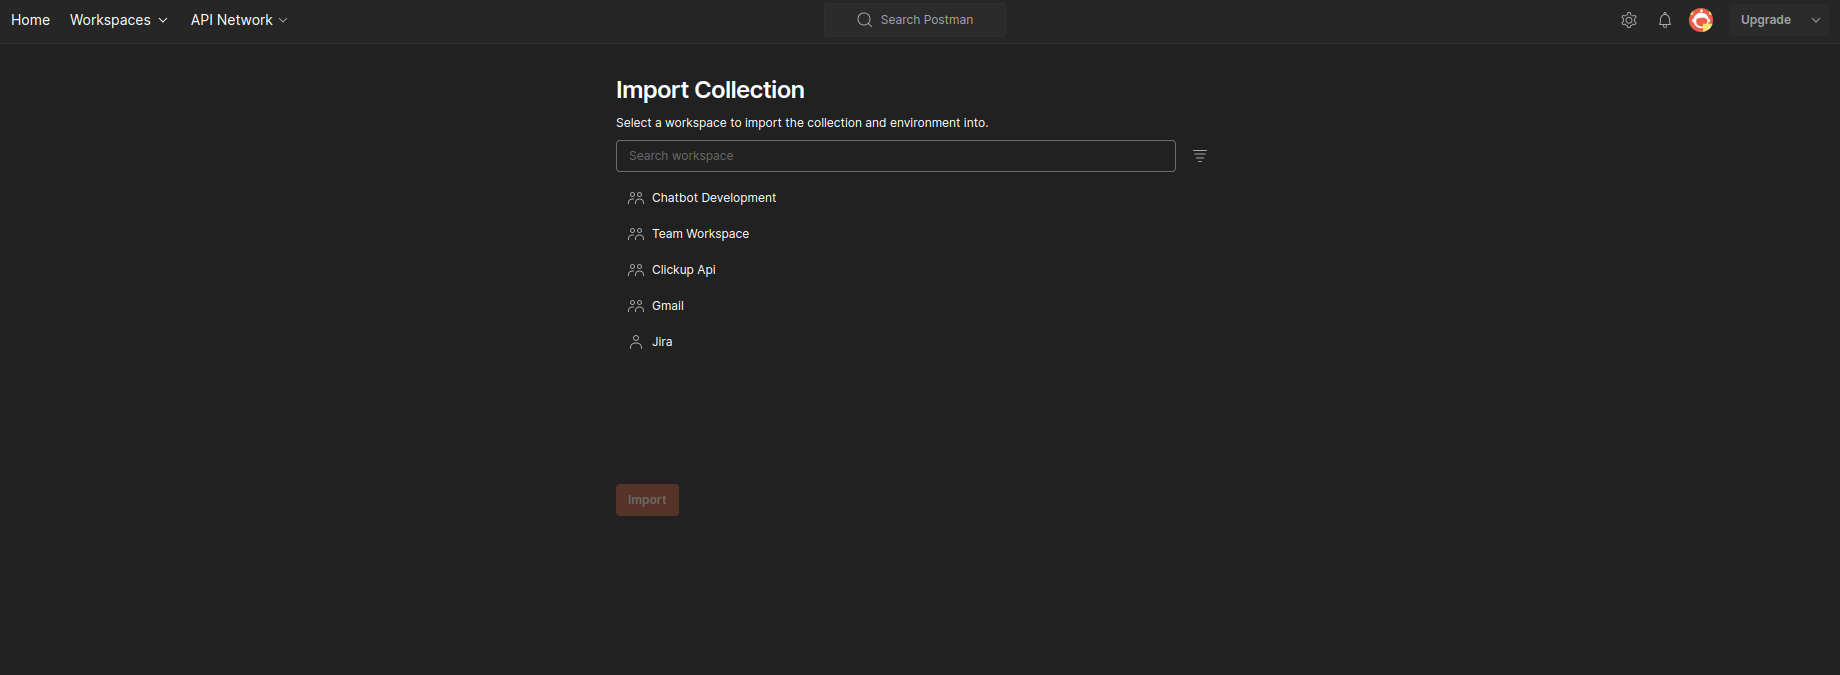 Home Workspaces API Network Search Postman Upgrade
Import Collection
Select a workspace to import the collection and environment into.
Search workspace
Chatbot Development
Team Workspace
Clickup Api
Gmail
Jira
Import